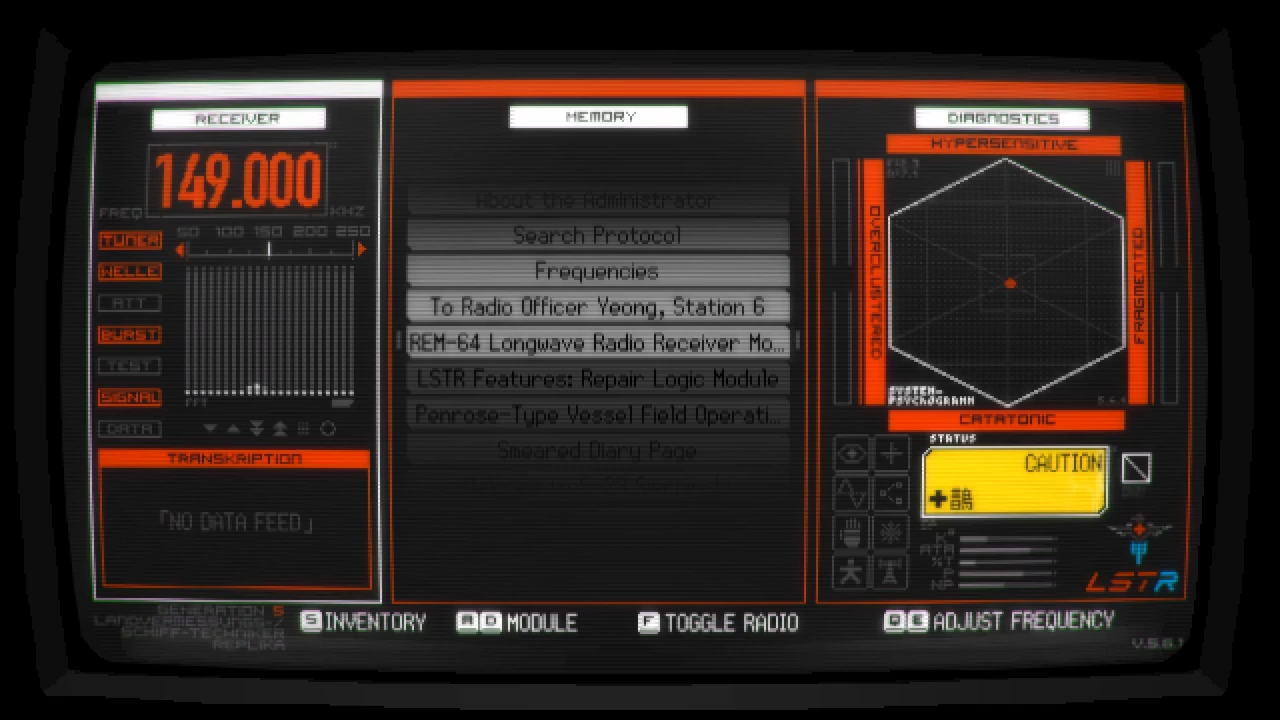 RECEIVER
149.000
FREQ
KHZ
50 100 150 200 250
TUNER
WELLE
ATT
BURST
TEST
SIGNAL
FFT
DATA
TRANSKRIPTION
「NO DATA FEED」
GENERATION 5
LANDVERMESSUNGS-/
SCHIFF-TECHNIKER
REPLIKA
MEMORY
About the Administrator
Search Protocol
Frequencies
To Radio Officer Yeong, Station 6
REM-64 Longwave Radio Receiver Mo...
LSTR Features: Repair Logic Module
Penrose-Type Vessel Field Operati...
Smeared Diary Page
DIAGNOSTICS
HYPERSENSITIVE
OVERCLUSTERED
FRAGMENTED
SYSTEM-
PSYCHOGRAMM
CATATONIC
STATUS
CAUTION
LSTR
S INVENTORY
A D MODULE
F TOGGLE RADIO
Q E ADJUST FREQUENCY